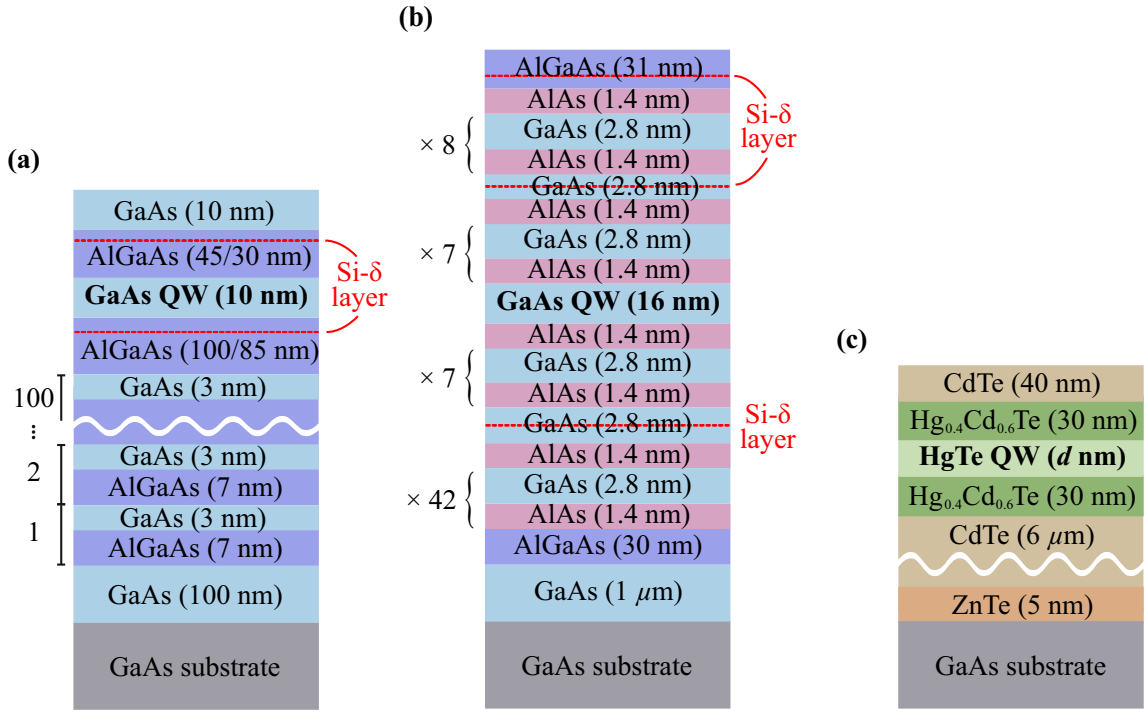 (a)
GaAs (10 nm)
AlGaAs (45/30 nm)
GaAs QW (10 nm)
AlGaAs (100/85 nm)
GaAs (3 nm)
GaAs (3 nm)
AlGaAs (7 nm)
GaAs (3 nm)
AlGaAs (7 nm)
GaAs (100 nm)
GaAs substrate
100
...
2
1
Si-δ
layer
(b)
AlGaAs (31 nm)
AlAs (1.4 nm)
GaAs (2.8 nm)
AlAs (1.4 nm)
GaAs (2.8 nm)
AlAs (1.4 nm)
GaAs (2.8 nm)
AlAs (1.4 nm)
GaAs QW (16 nm)
AlAs (1.4 nm)
GaAs (2.8 nm)
AlAs (1.4 nm)
GaAs (2.8 nm)
AlAs (1.4 nm)
GaAs (2.8 nm)
AlAs (1.4 nm)
AlGaAs (30 nm)
GaAs (1 μm)
GaAs substrate
× 8 {
× 7 {
× 7 {
× 42 {
Si-δ
layer
Si-δ
layer
(c)
CdTe (40 nm)
Hg₀.₄Cd₀.₆Te (30 nm)
HgTe QW (d nm)
Hg₀.₄Cd₀.₆Te (30 nm)
CdTe (6 μm)
ZnTe (5 nm)
GaAs substrate